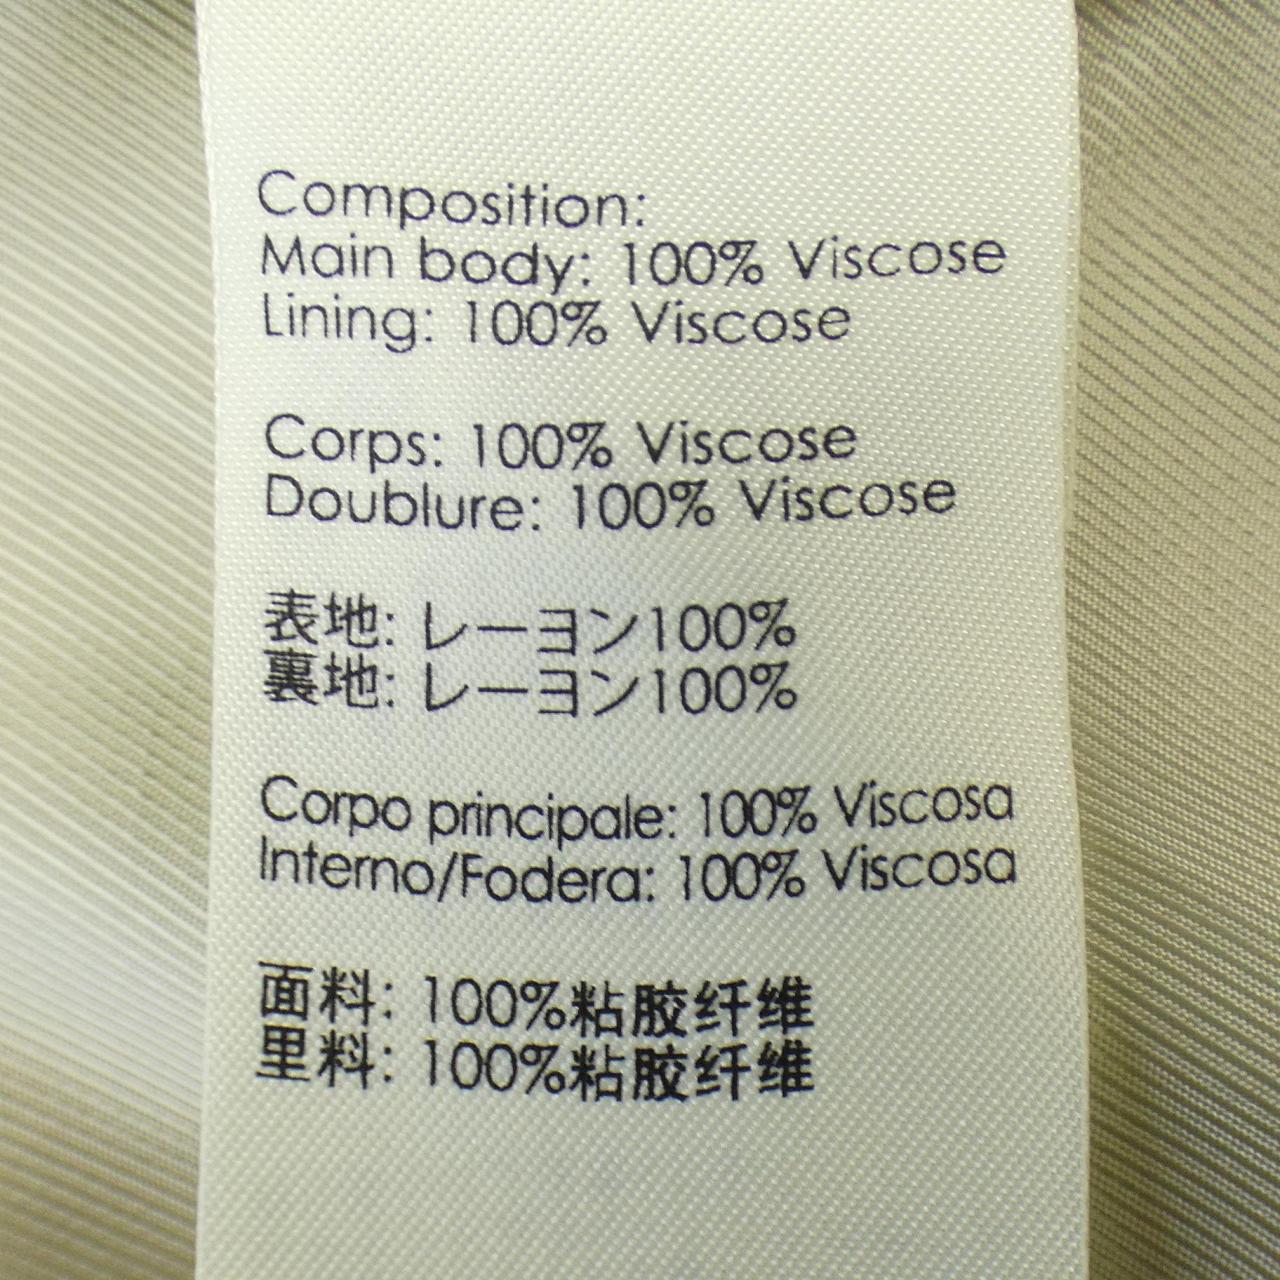 Composition:
Main body: 100% Viscose
Lining: 100% Viscose
Corps: 100% Viscose
Doublure: 100% Viscose
表地: レーヨン100%
裏地: レーヨン100%
Corpo principale: 100% Viscosa
Interno/Fodera: 100% Viscosa
面料: 100%粘胶纤维
里料: 100%粘胶纤维